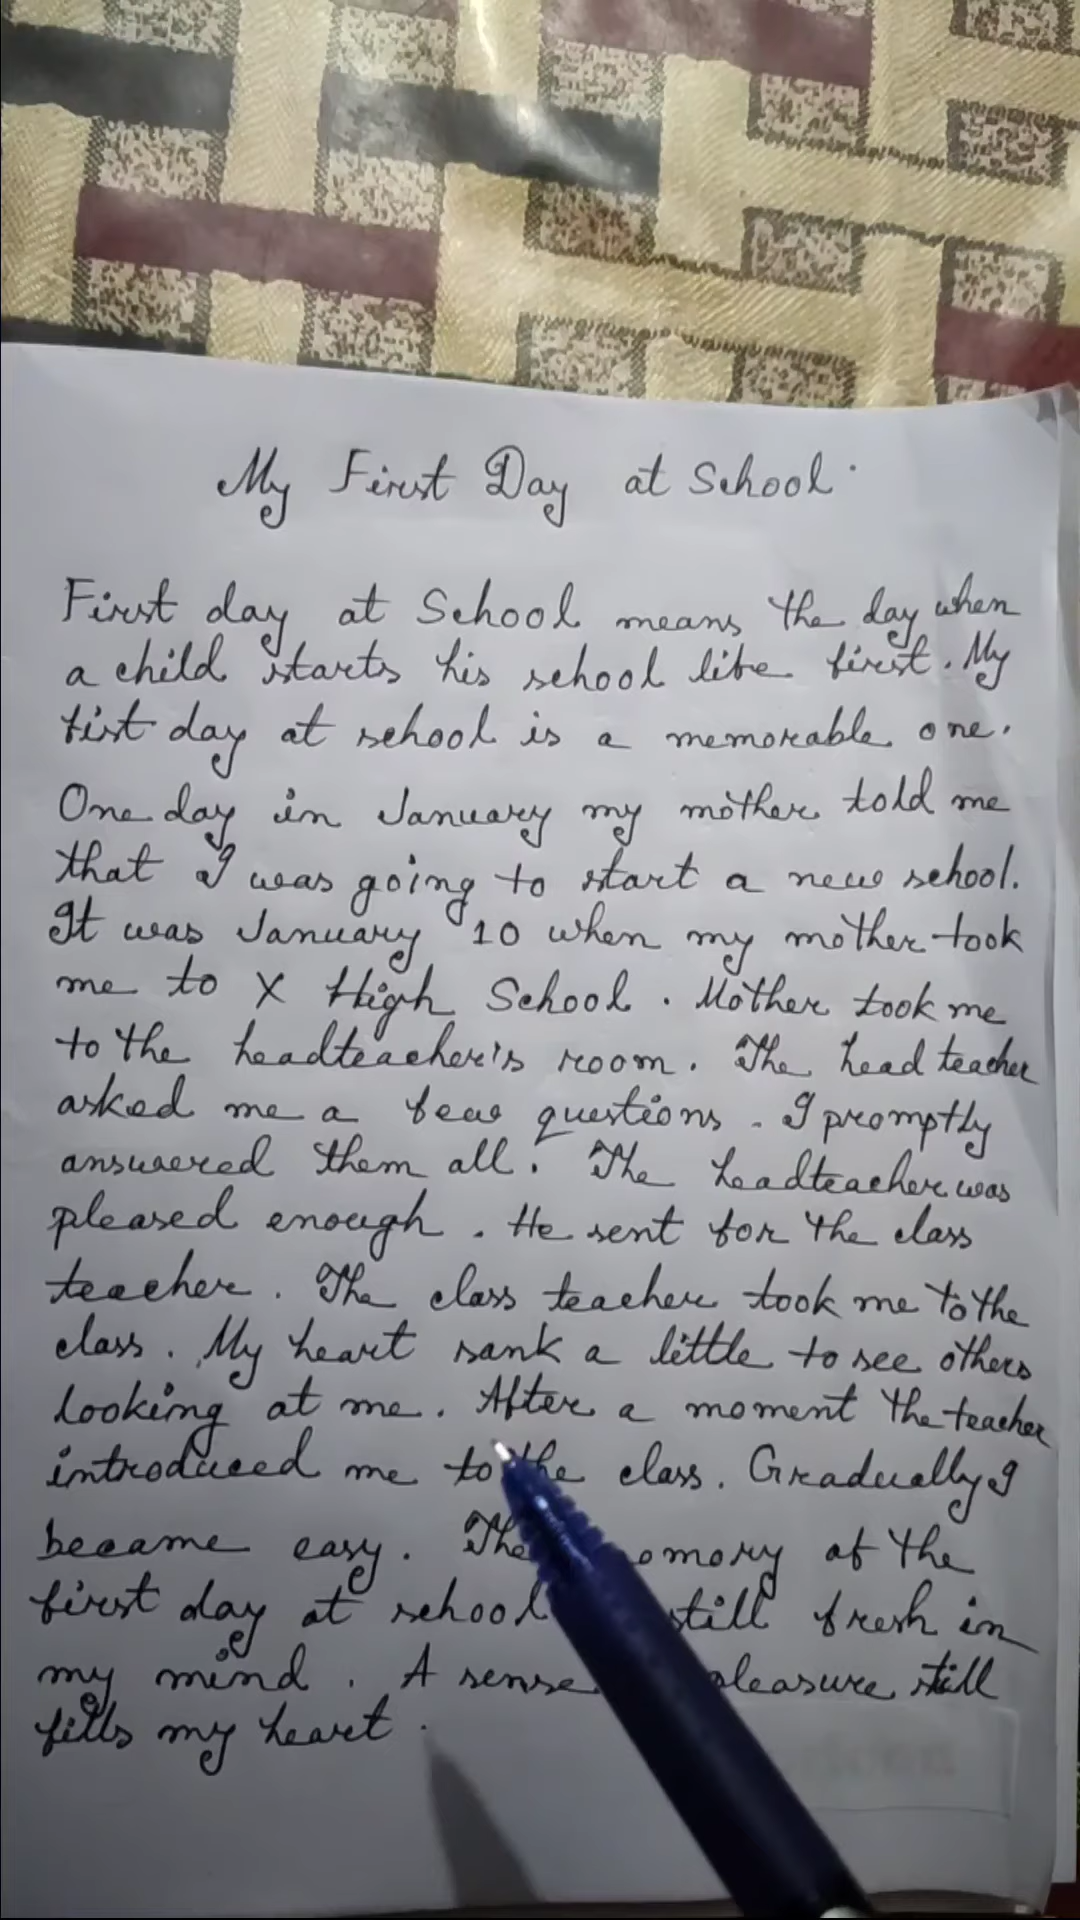 My First Day at School.
First day at School means the day when
a child starts his school life first. My
fist day at school is a memorable one.
One day in January my mother told me
that I was going to start a new school.
It was January 10 when my mother took
me to X High School. Mother took me
to the headteacher's room. The head teacher
asked me a few questions. I promptly
answered them all. The headteacher was
pleased enough. He sent for the class
teacher. The class teacher took me to the
class. My heart sank a little to see others
looking at me. After a moment the teacher
introduced me to the class. Gradually I
became easy. The of the
first day at school still fresh in
my mind. A sense pleasure still
fills my heart.